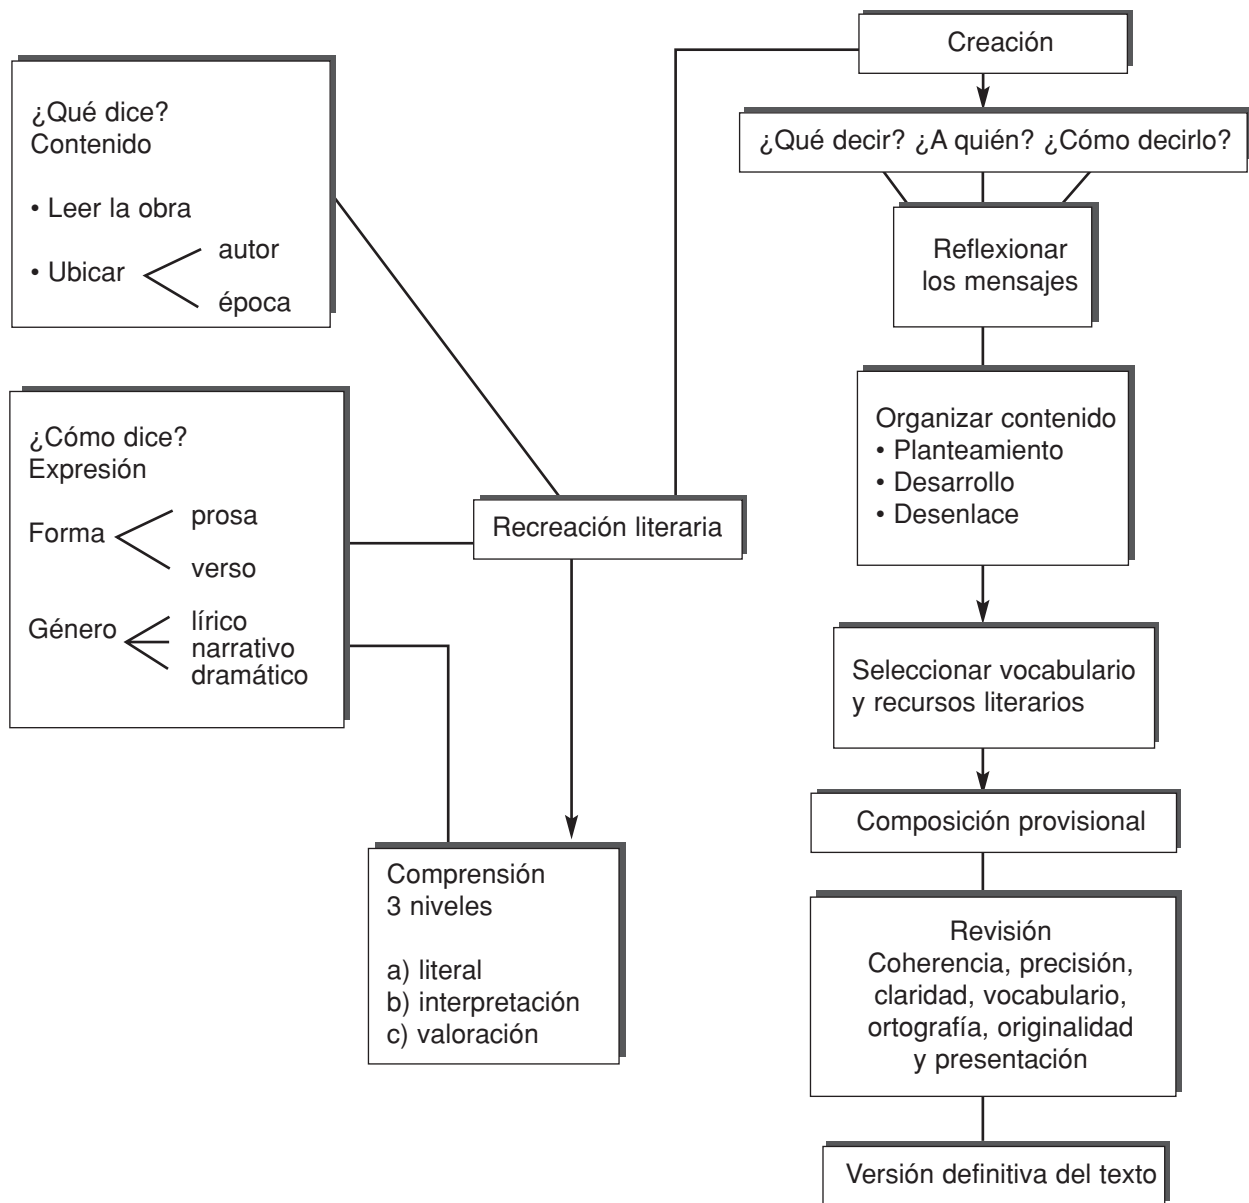 ¿Qué dice?
Contenido
• Leer la obra
• Ubicar
autor
época
¿Cómo dice?
Expresión
Forma
prosa
verso
Género
lírico
narrativo
dramático
Recreación literaria
Comprensión
3 niveles
a) literal
b) interpretación
c) valoración
Creación
¿Qué decir? ¿A quién? ¿Cómo decirlo?
Reflexionar
los mensajes
Organizar contenido
• Planteamiento
• Desarrollo
• Desenlace
Seleccionar vocabulario
y recursos literarios
Composición provisional
Revisión
Coherencia, precisión,
claridad, vocabulario,
ortografía, originalidad
y presentación
Versión definitiva del texto